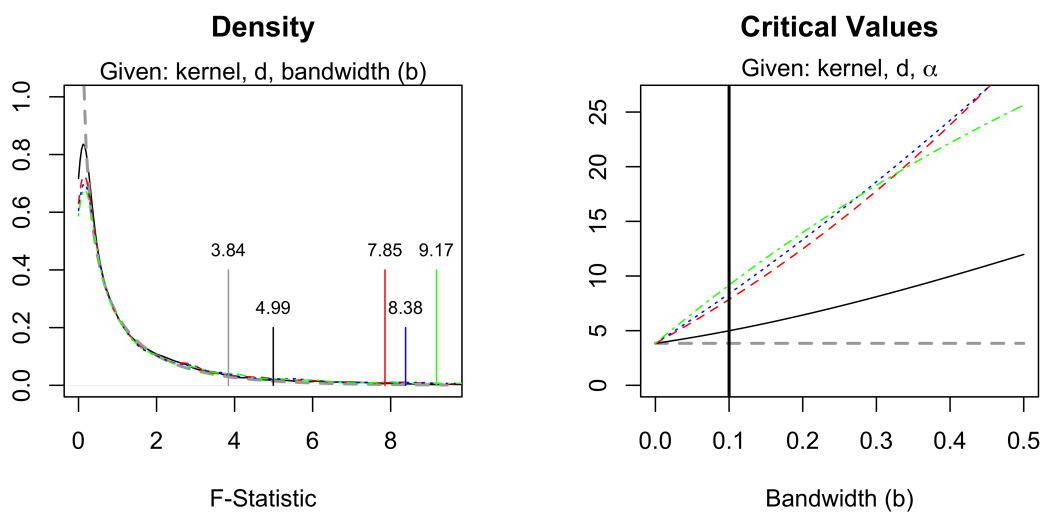 Density
Given: kernel, d, bandwidth (b)
1.0
0.8
0.6
0.4
0.2
0.0
3.84
4.99
7.85
8.38
9.17
0 2 4 6 8
F-Statistic
Critical Values
Given: kernel, d, α
25
20
15
10
5
0
0.0 0.1 0.2 0.3 0.4 0.5
Bandwidth (b)